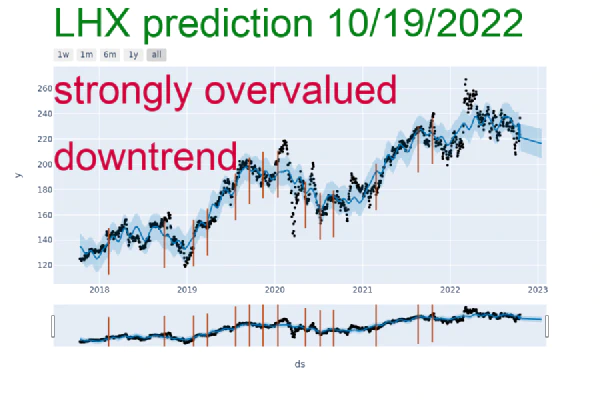 LHX prediction 10/19/2022
1w 1m 6m 1y all
260
strongly overvalued
240
220
downtrend
200
180
160
140
120
y
2018 2019 2020 2021 2022 2023
ds